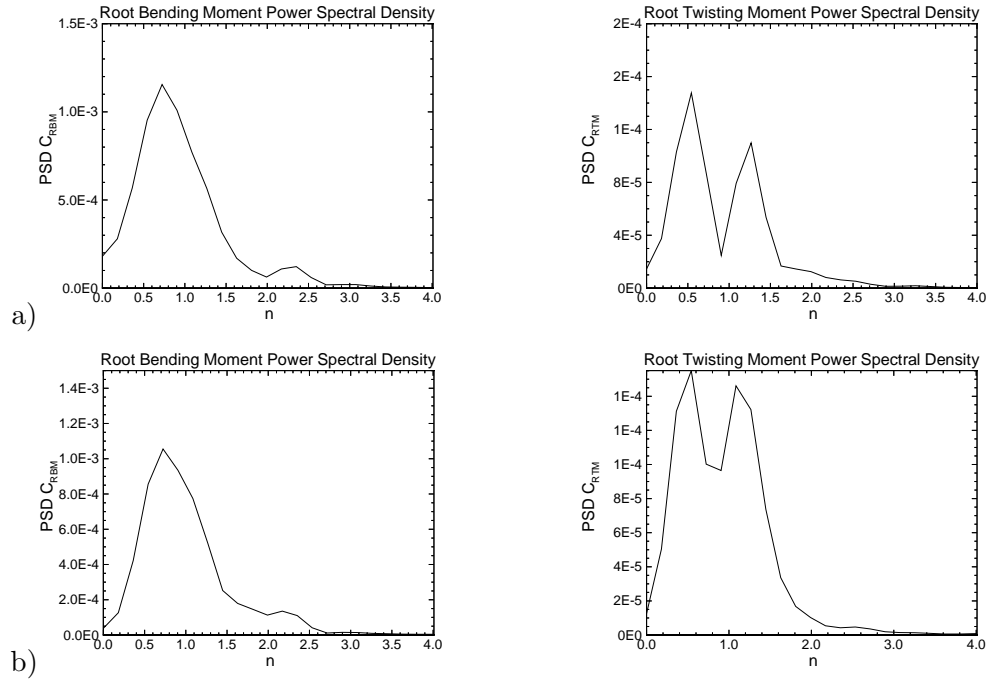 Root Bending Moment Power Spectral Density
1.5E-3
1.0E-3
5.0E-4
0.0E0
PSD C_RBM
0.0 0.5 1.0 1.5 2.0 2.5 3.0 3.5 4.0
n
Root Twisting Moment Power Spectral Density
2E-4
2E-4
1E-4
8E-5
4E-5
0E0
PSD C_RTM
0.0 0.5 1.0 1.5 2.0 2.5 3.0 3.5 4.0
n
a)
Root Bending Moment Power Spectral Density
1.4E-3
1.2E-3
1.0E-3
8.0E-4
6.0E-4
4.0E-4
2.0E-4
0.0E0
PSD C_RBM
0.0 0.5 1.0 1.5 2.0 2.5 3.0 3.5 4.0
n
Root Twisting Moment Power Spectral Density
1E-4
1E-4
1E-4
8E-5
6E-5
4E-5
2E-5
0E0
PSD C_RTM
0.0 0.5 1.0 1.5 2.0 2.5 3.0 3.5 4.0
n
b)